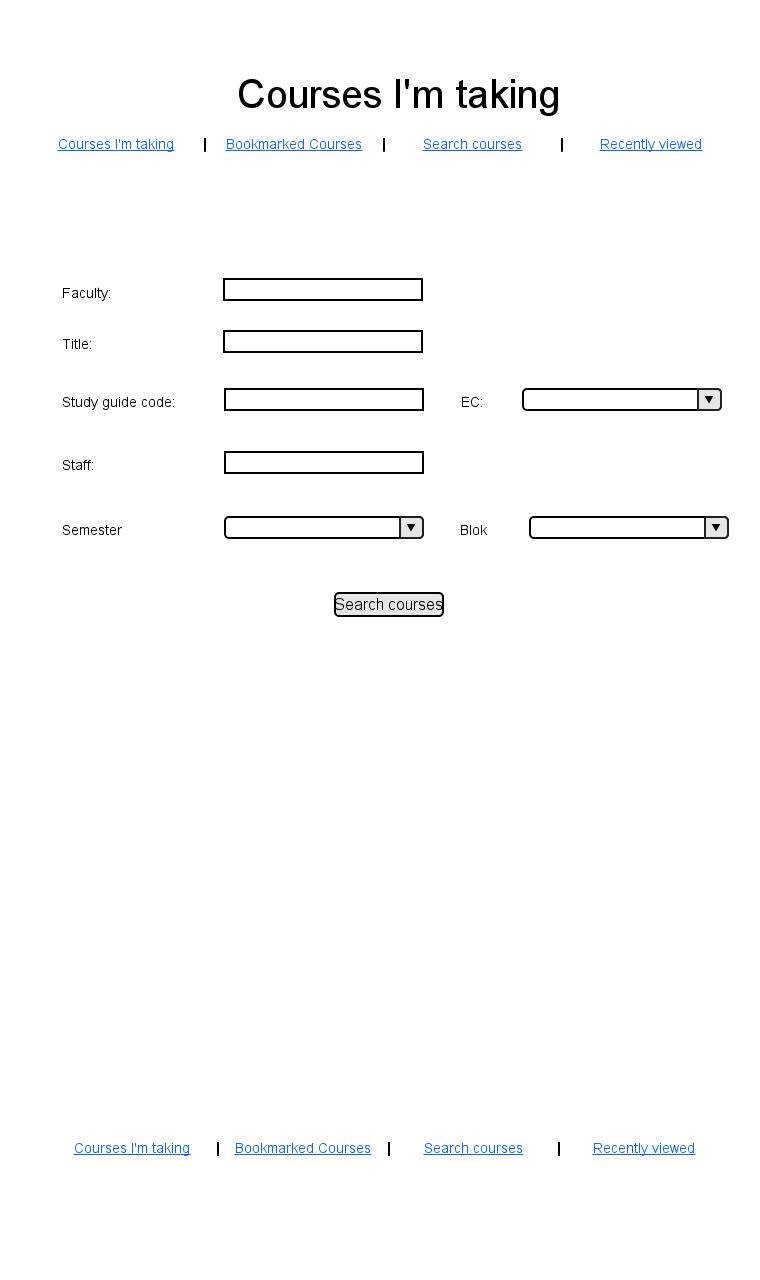 Courses I'm taking
Courses I'm taking | Bookmarked Courses | Search courses | Recently viewed
Faculty:
Title:
Study guide code: EC:
Staff:
Semester Blok
Search courses
Courses I'm taking | Bookmarked Courses | Search courses | Recently viewed